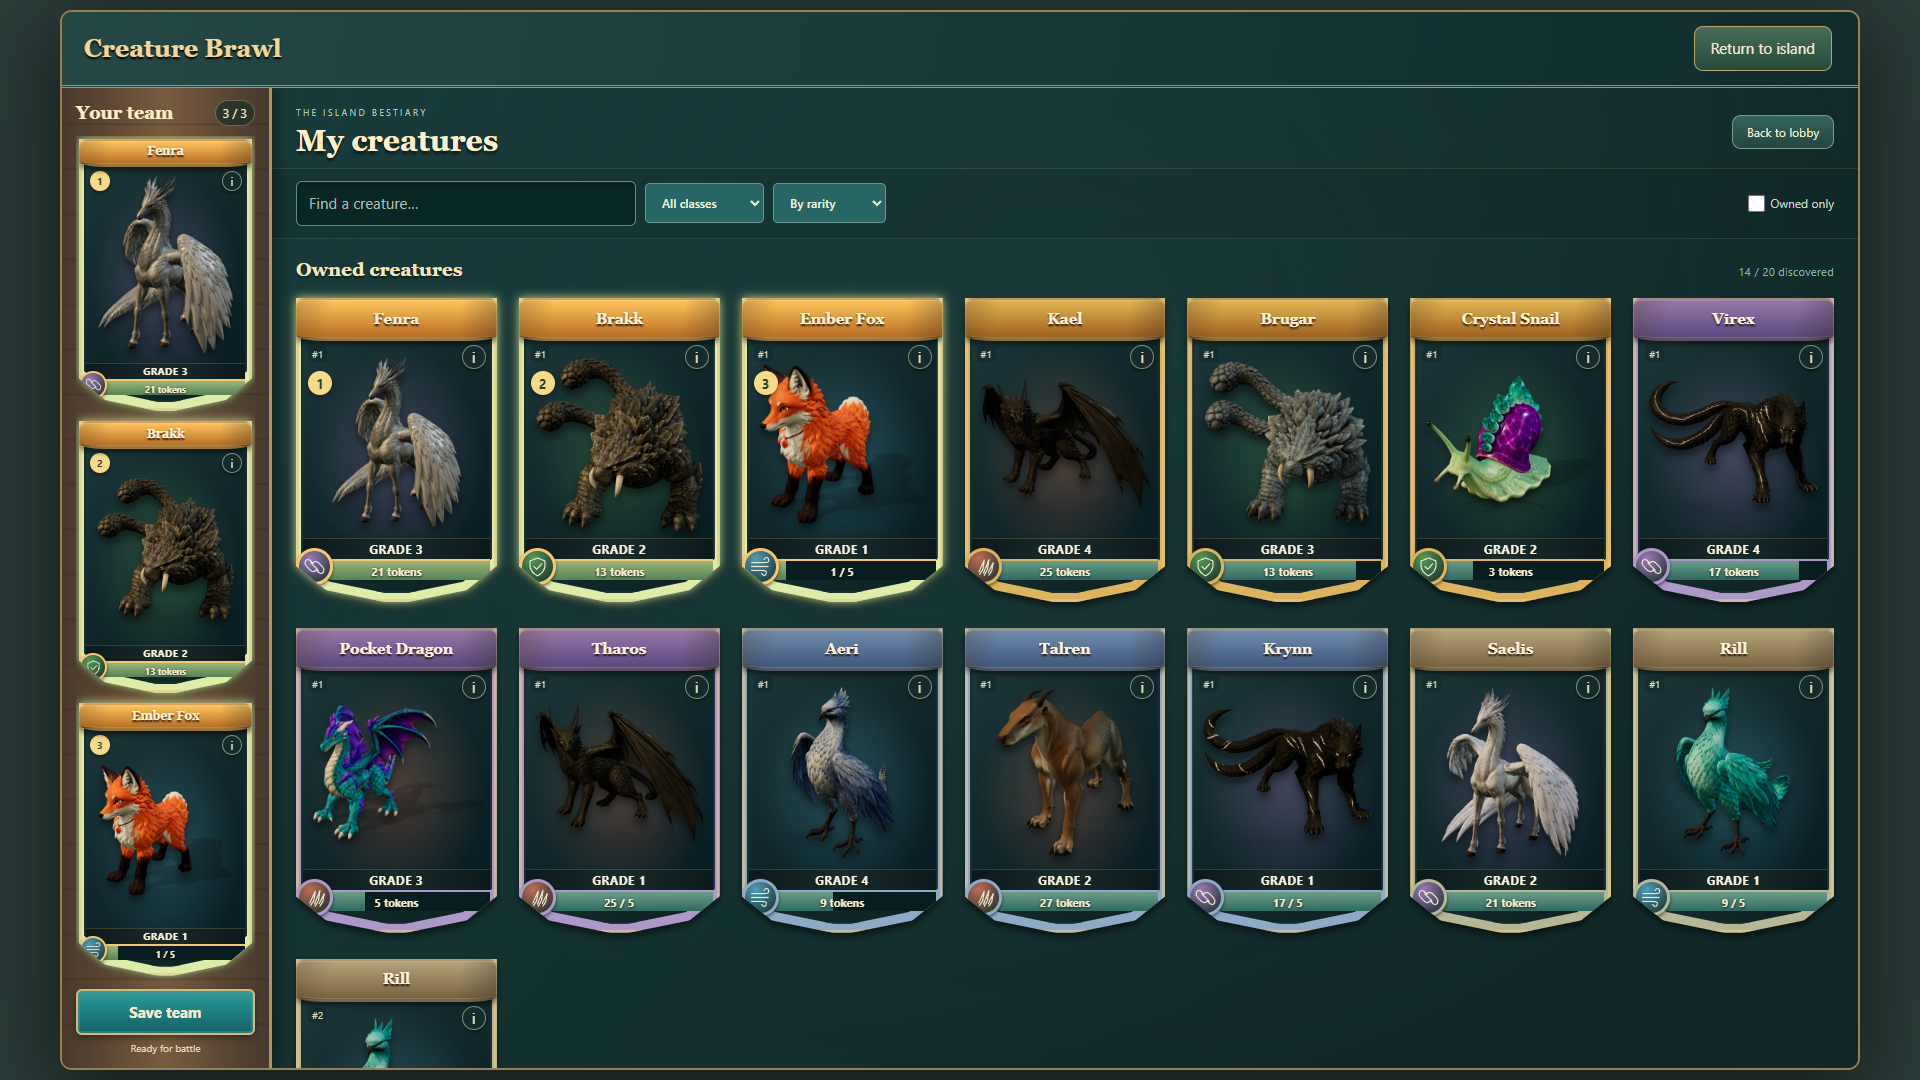 Creature Brawl
Return to island
Your team
3 / 3
Fenra
1
i
GRADE 3
21 tokens
Brakk
2
i
GRADE 2
13 tokens
Ember Fox
3
i
GRADE 1
1 / 5
Save team
Ready for battle
THE ISLAND BESTIARY
My creatures
Back to lobby
Find a creature...
All classes
By rarity
Owned only
Owned creatures
14 / 20 discovered
Fenra
#1
i
1
GRADE 3
21 tokens
Brakk
#1
i
2
GRADE 2
13 tokens
Ember Fox
#1
i
3
GRADE 1
1 / 5
Kael
#1
i
GRADE 4
25 tokens
Brugar
#1
i
GRADE 3
13 tokens
Crystal Snail
#1
i
GRADE 2
3 tokens
Virex
#1
i
GRADE 4
17 tokens
Pocket Dragon
#1
i
GRADE 3
5 tokens
Tharos
#1
i
GRADE 1
25 / 5
Aeri
#1
i
GRADE 4
9 tokens
Talren
#1
i
GRADE 2
27 tokens
Krynn
#1
i
GRADE 1
17 / 5
Saelis
#1
i
GRADE 2
21 tokens
Rill
#1
i
GRADE 1
9 / 5
Rill
#2
i